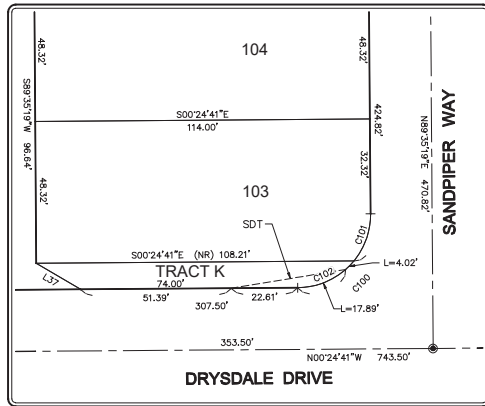 48.32'
104
48.32'
S89°35'19"W 96.64'
S00°24'41"E
114.00'
424.82'
N89°35'19"E 470.82'
SANDPIPER WAY
48.32'
103
32.32'
SDT
C101
S00°24'41"E (NR) 108.21'
L=4.02'
TRACT K
L37
74.00'
C102
C100
51.39'
307.50'
22.61'
L=17.89'
353.50'
N00°24'41"W 743.50'
DRYSDALE DRIVE